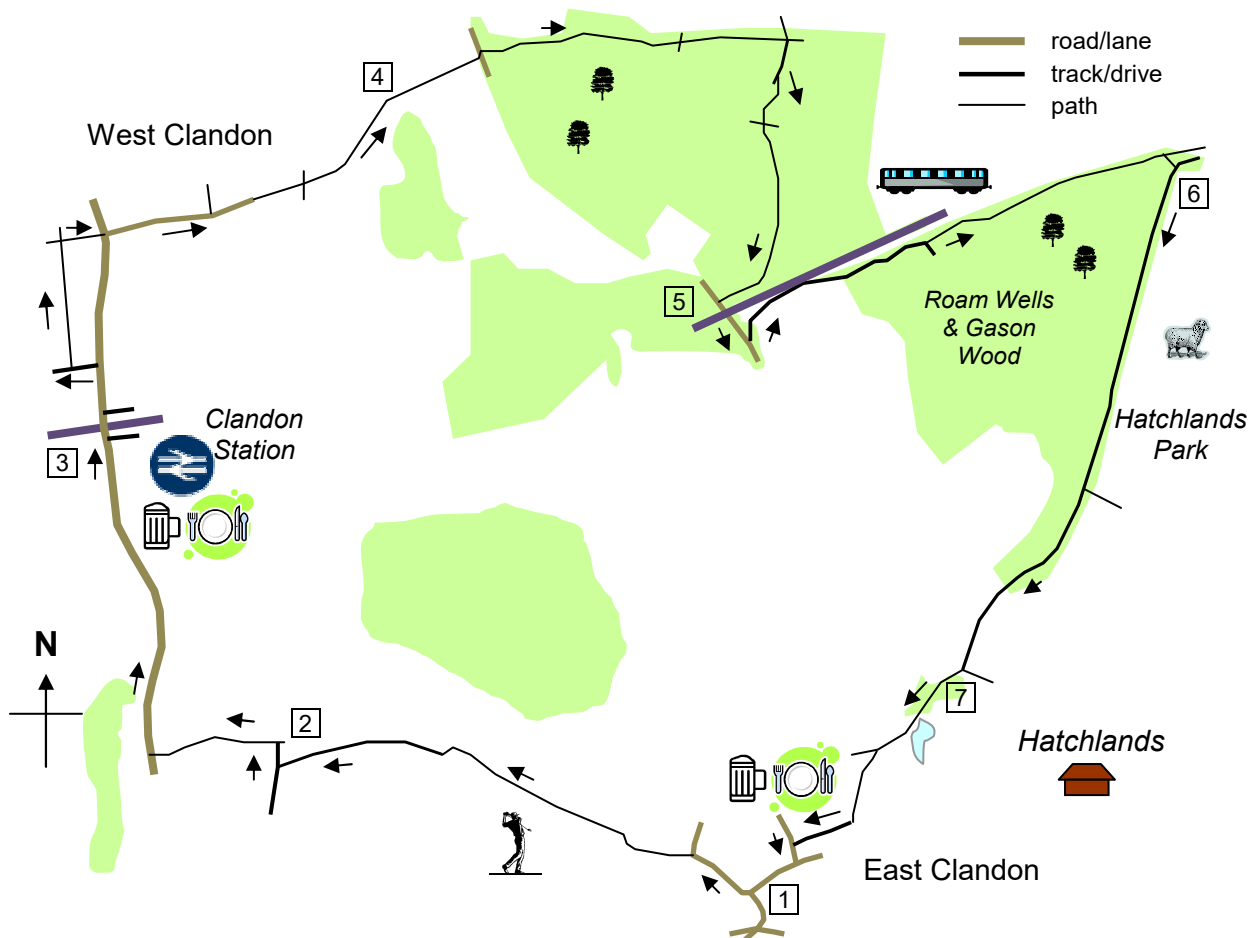 road/lane
track/drive
path
4
West Clandon
6
5
Roam Wells
& Gason
Wood
Clandon
Station
3
Hatchlands
Park
N
7
2
Hatchlands
East Clandon
1